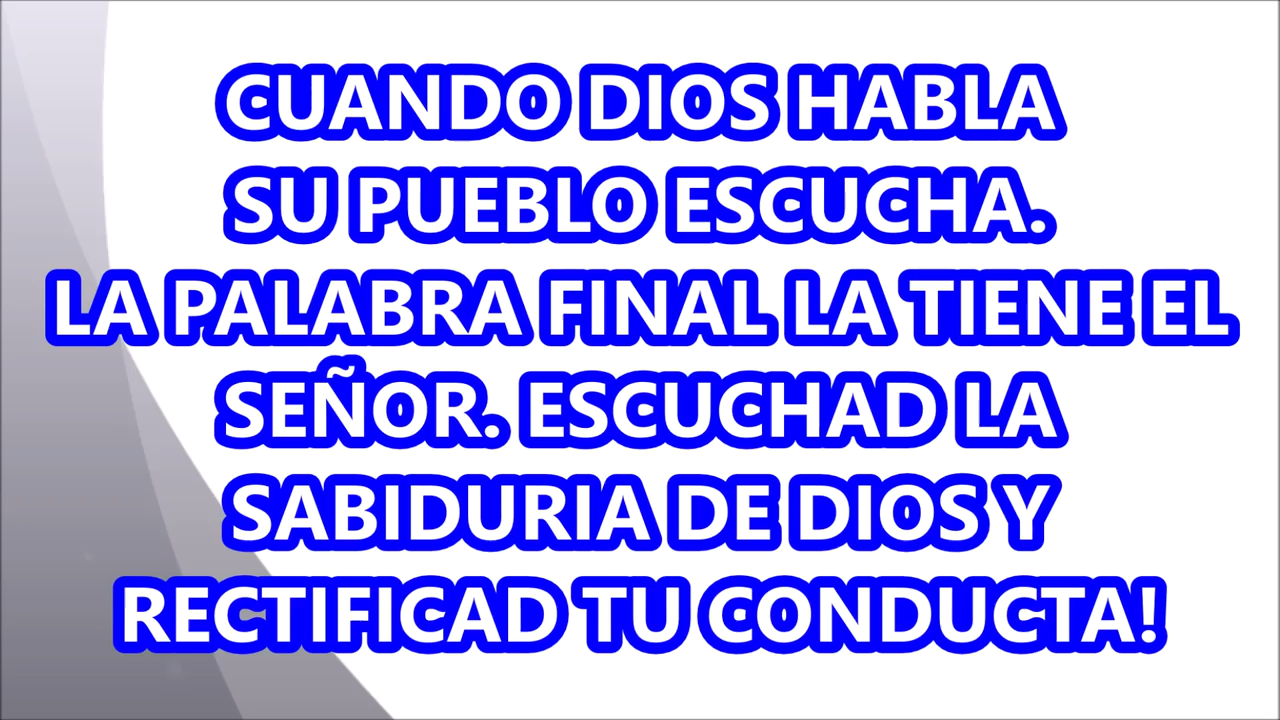 CUANDO DIOS HABLA
SU PUEBLO ESCUCHA.
LA PALABRA FINAL LA TIENE EL
SEÑOR. ESCUCHAD LA
SABIDURIA DE DIOS Y
RECTIFICAD TU CONDUCTA!